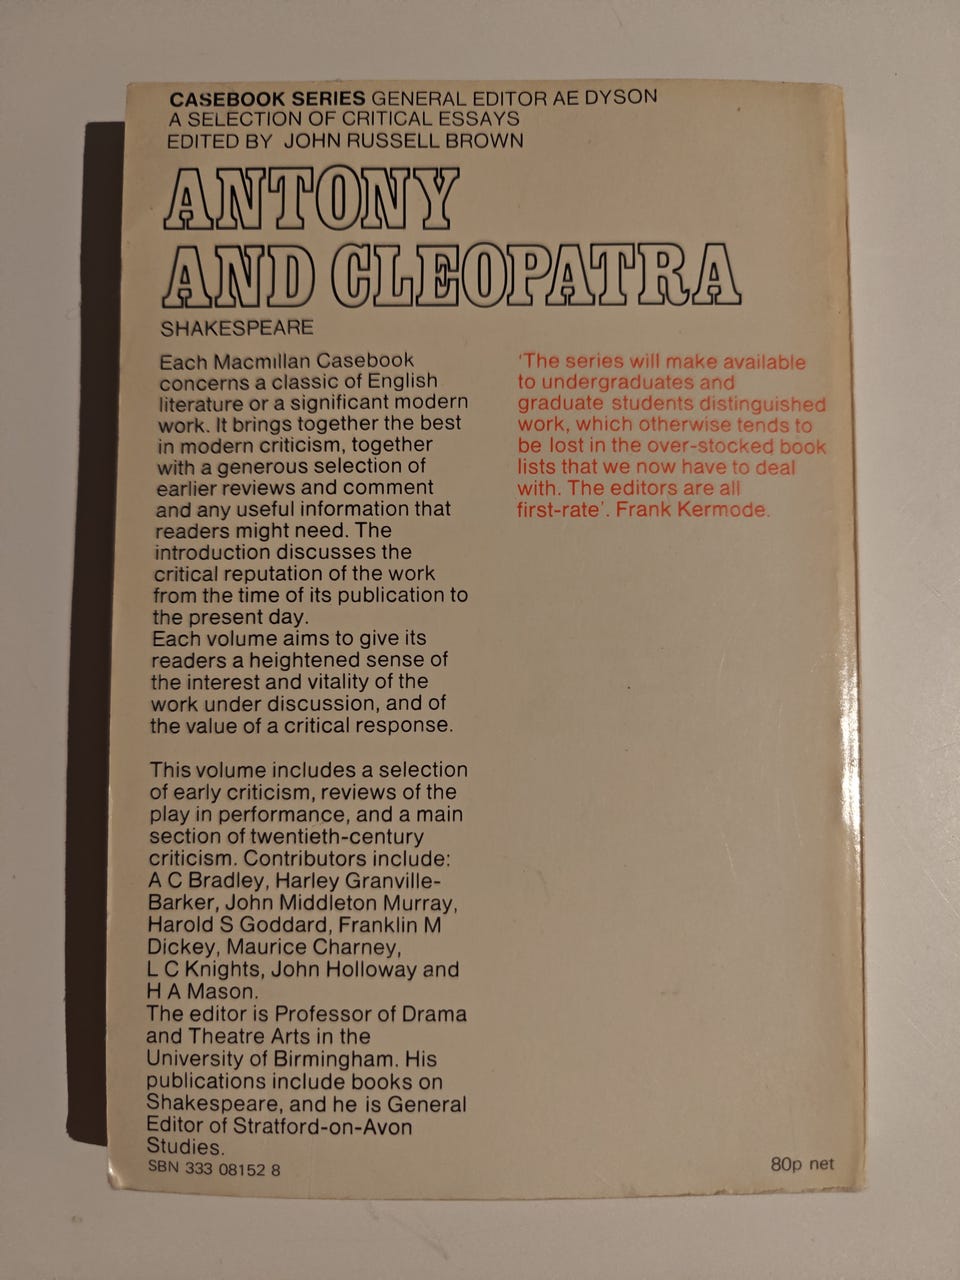 CASEBOOK SERIES GENERAL EDITOR AE DYSON
A SELECTION OF CRITICAL ESSAYS
EDITED BY JOHN RUSSELL BROWN
ANTONY
AND CLEOPATRA
SHAKESPEARE
Each Macmillan Casebook
concerns a classic of English
literature or a significant modern
work. It brings together the best
in modern criticism, together
with a generous selection of
earlier reviews and comment
and any useful information that
readers might need. The
introduction discusses the
critical reputation of the work
from the time of its publication to
the present day.
Each volume aims to give its
readers a heightened sense of
the interest and vitality of the
work under discussion, and of
the value of a critical response.
This volume includes a selection
of early criticism, reviews of the
play in performance, and a main
section of twentieth-century
criticism. Contributors include:
A C Bradley, Harley Granville-
Barker, John Middleton Murray,
Harold S Goddard, Franklin M
Dickey, Maurice Charney,
L C Knights, John Holloway and
H A Mason.
The editor is Professor of Drama
and Theatre Arts in the
University of Birmingham. His
publications include books on
Shakespeare, and he is General
Editor of Stratford-on-Avon
Studies.
SBN 333 08152 8
'The series will make available
to undergraduates and
graduate students distinguished
work, which otherwise tends to
be lost in the over-stocked book
lists that we now have to deal
with. The editors are all
first-rate'. Frank Kermode.
80p net